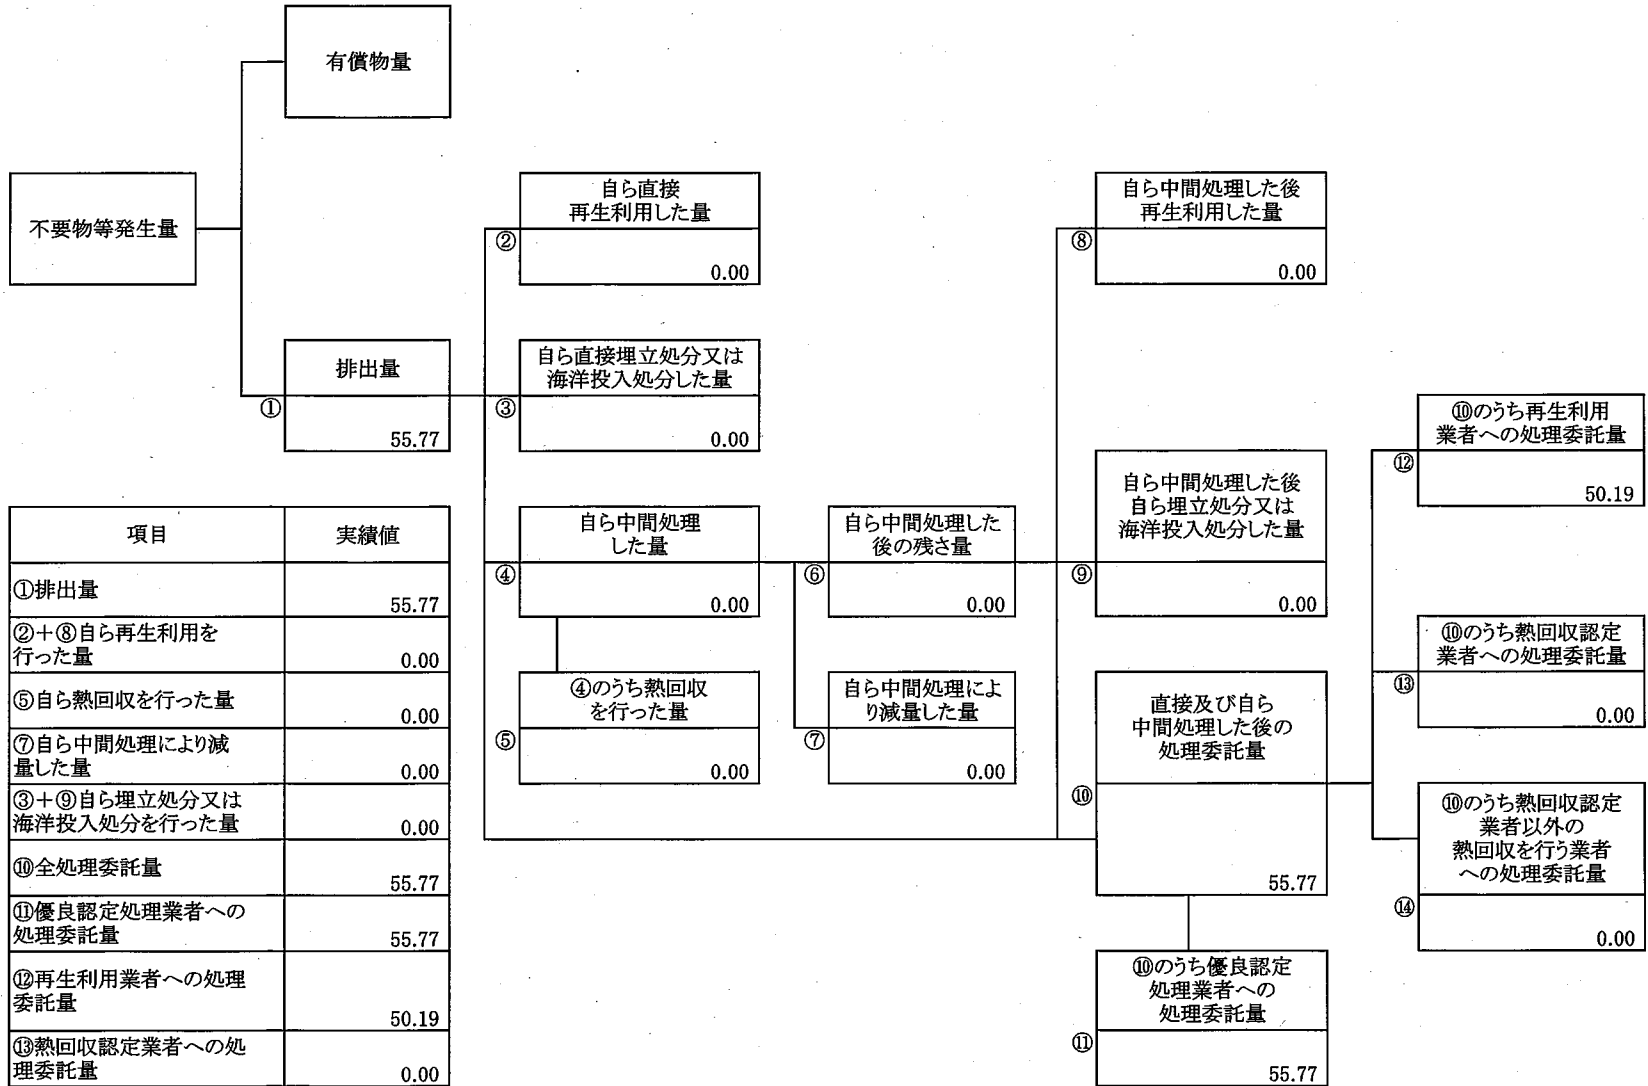 有償物量
不要物等発生量
排出量
①
55.77
自ら直接
再生利用した量
②
0.00
自ら直接埋立処分又は
海洋投入処分した量
③
0.00
自ら中間処理
した量
④
0.00
④のうち熱回収
を行った量
⑤
0.00
自ら中間処理した
後の残さ量
⑥
0.00
自ら中間処理によ
り減量した量
⑦
0.00
自ら中間処理した後
再生利用した量
⑧
0.00
自ら中間処理した後
自ら埋立処分又は
海洋投入処分した量
⑨
0.00
直接及び自ら
中間処理した後の
処理委託量
⑩
55.77
⑩のうち優良認定
処理業者への
処理委託量
⑪
55.77
⑩のうち再生利用
業者への処理委託量
⑫
50.19
⑩のうち熱回収認定
業者への処理委託量
⑬
0.00
⑩のうち熱回収認定
業者以外の
熱回収を行う業者
への処理委託量
⑭
0.00
項目 実績値
①排出量
55.77
②+⑧自ら再生利用を
行った量 0.00
⑤自ら熱回収を行った量
0.00
⑦自ら中間処理により減
量した量 0.00
③+⑨自ら埋立処分又は
海洋投入処分を行った量 0.00
⑩全処理委託量
55.77
⑪優良認定処理業者への
処理委託量 55.77
⑫再生利用業者への処理
委託量
50.19
⑬熱回収認定業者への処
理委託量 0.00